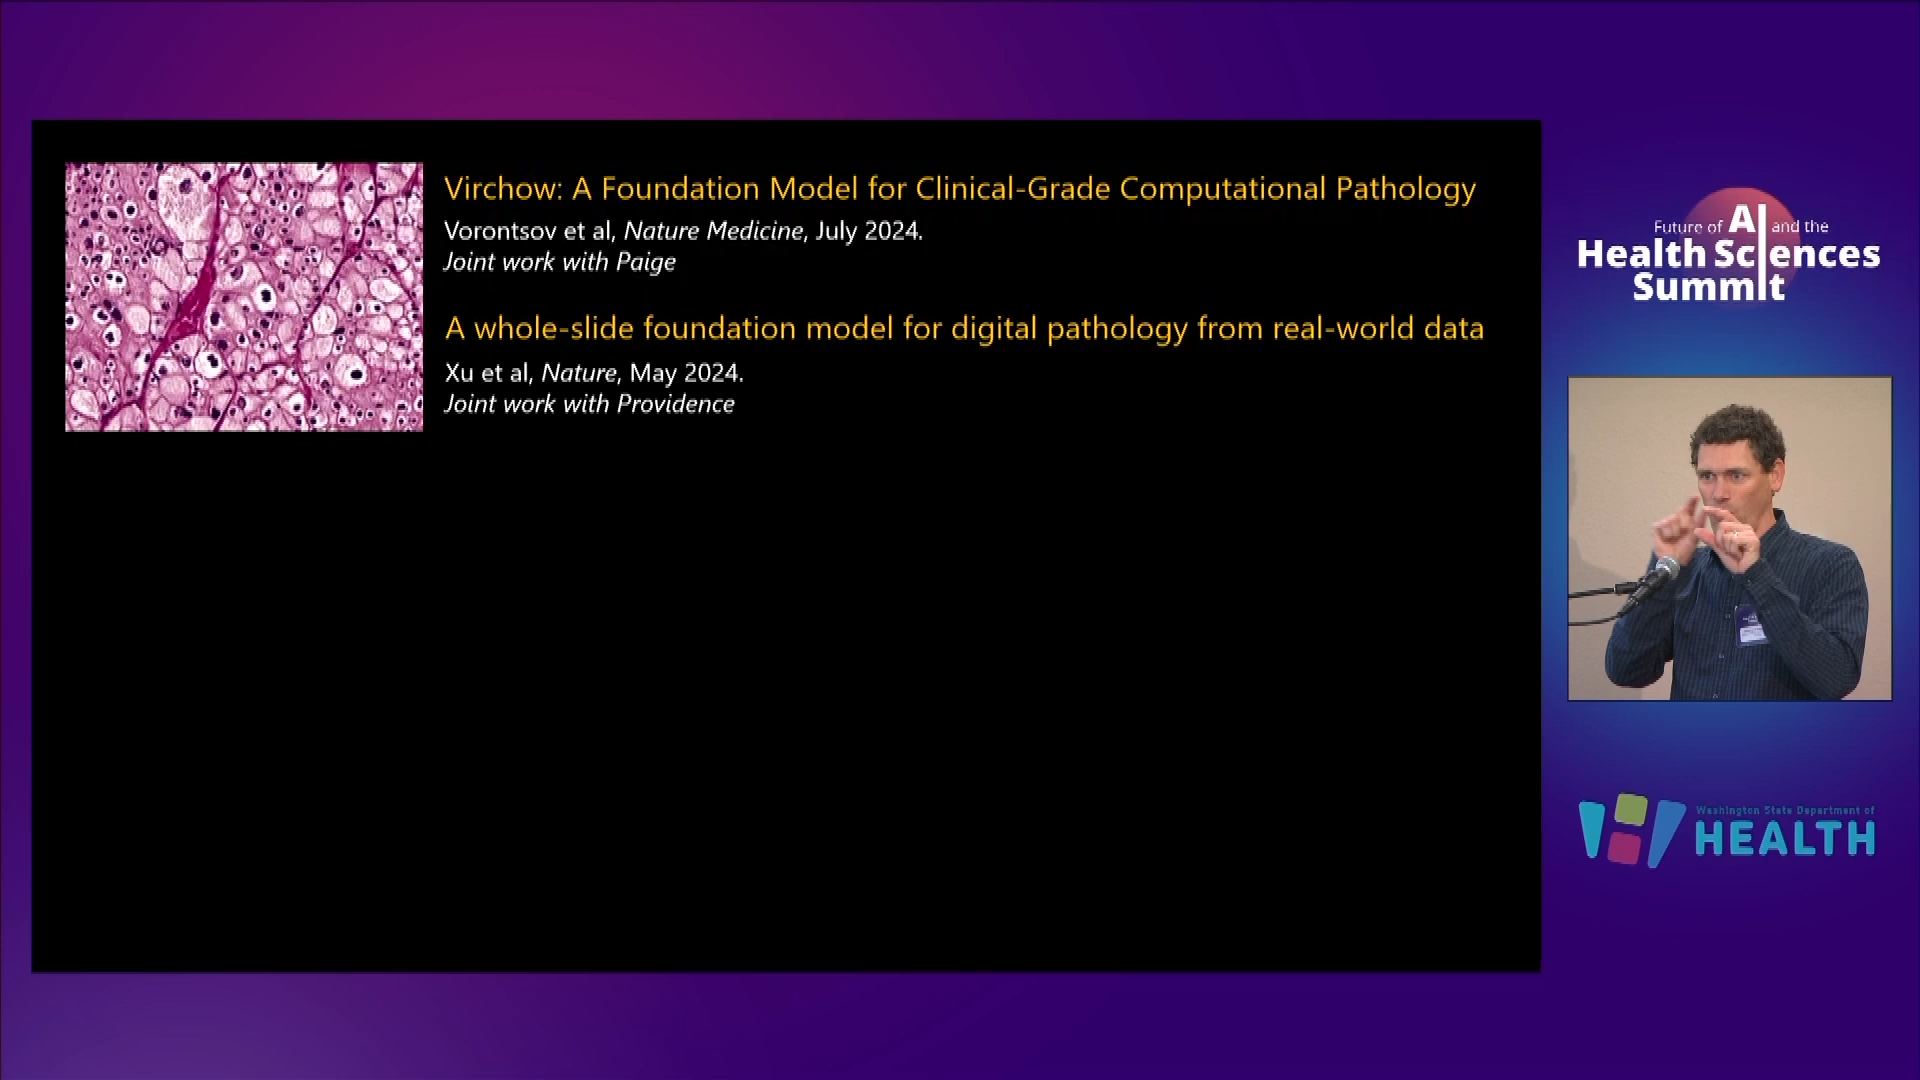 Virchow: A Foundation Model for Clinical-Grade Computational Pathology
Vorontsov et al, Nature Medicine, July 2024.
Joint work with Paige
A whole-slide foundation model for digital pathology from real-world data
Xu et al, Nature, May 2024.
Joint work with Providence
Future of AI and the
Health Sciences
Summit
Washington State Department of
HEALTH